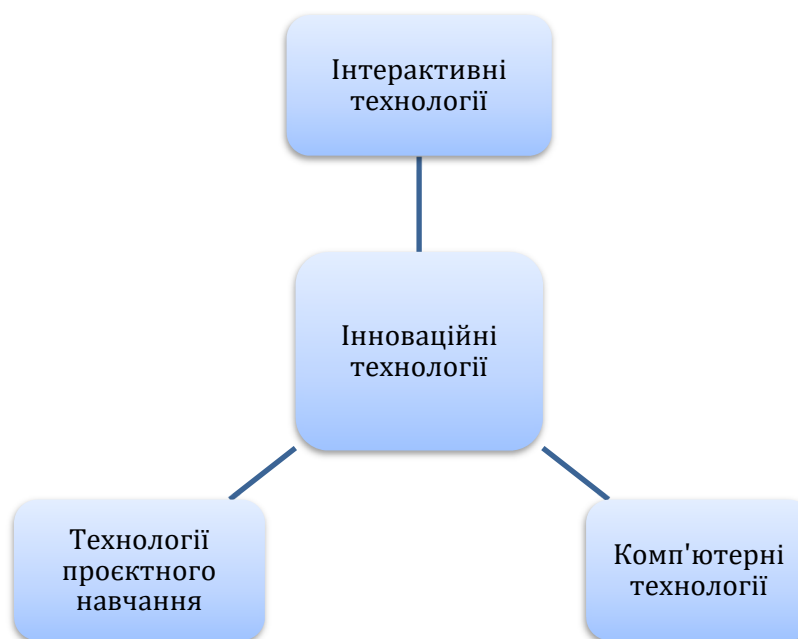 Інтерактивні
технології
Інноваційні
технології
Технології
проєктного
навчання
Комп'ютерні
технології